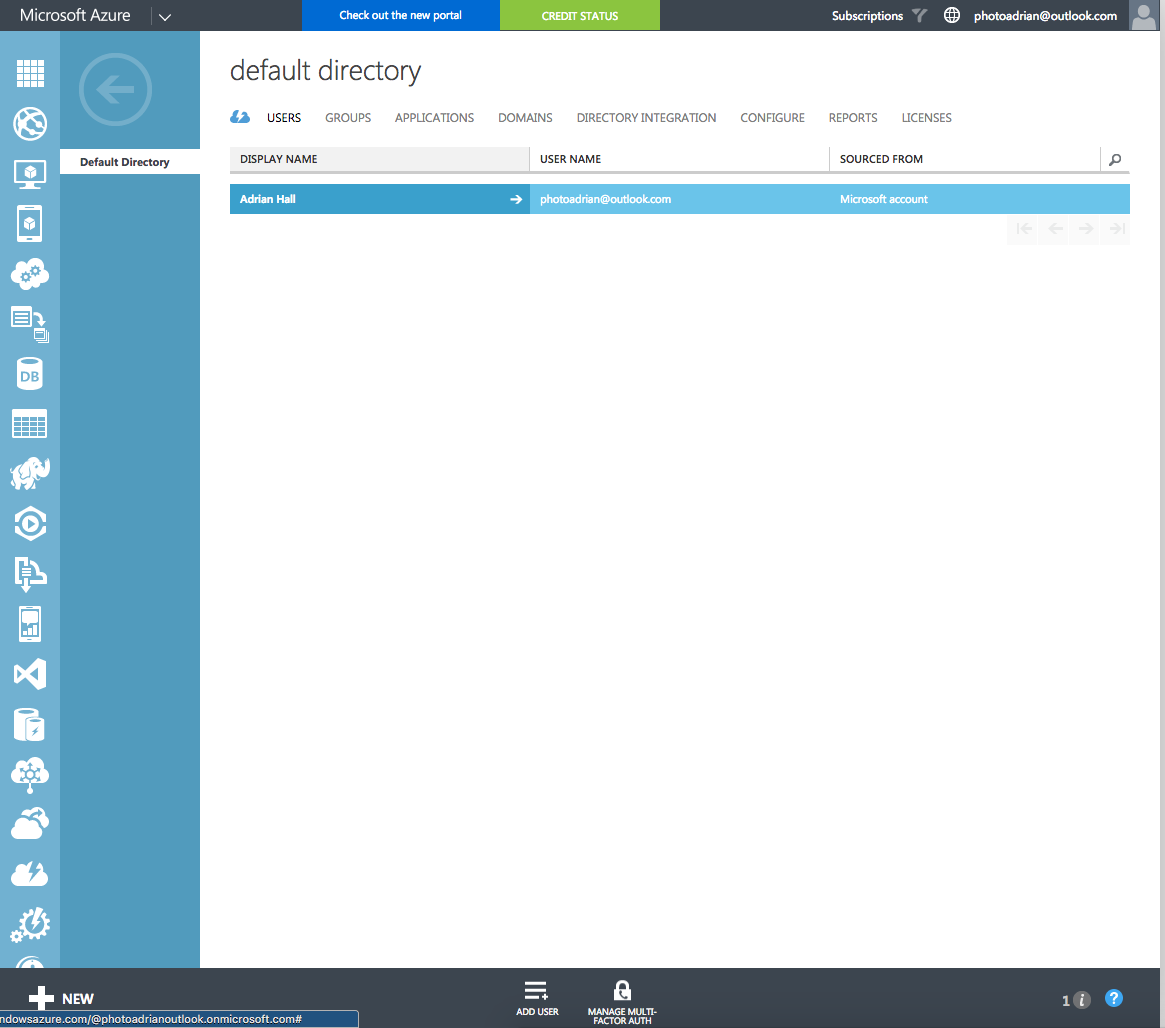 Microsoft Azure
Check out the new portal
CREDIT STATUS
Subscriptions
photoadrian@outlook.com
Default Directory
default directory
USERS GROUPS APPLICATIONS DOMAINS DIRECTORY INTEGRATION CONFIGURE REPORTS LICENSES
DISPLAY NAME USER NAME SOURCED FROM
Adrian Hall photoadrian@outlook.com Microsoft account
DB
NEW
ADD USER
MANAGE MULTI-
FACTOR AUTH
1
ndowsazure.com/@photoadrianoutlook.onmicrosoft.com#